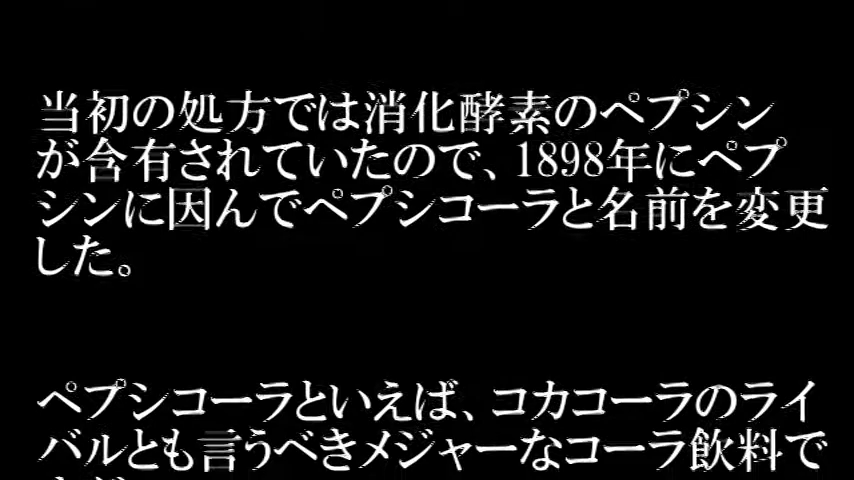 当初の処方では消化酵素のペプシン
が含有されていたので、1898年にペプ
シンに因んでペプシコーラと名前を変更
した。
ペプシコーラといえば、コカコーラのライ
バルとも言うべきメジャーなコーラ飲料で